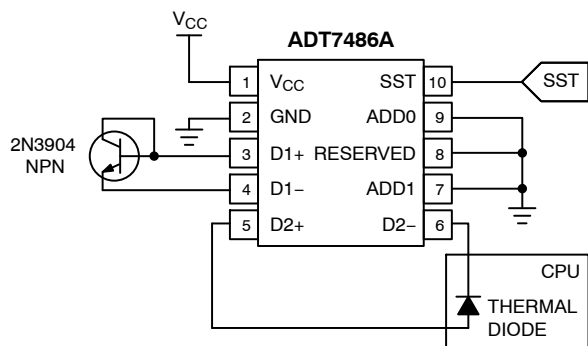 VCC
ADT7486A
1 VCC SST 10 SST
2 GND ADD0 9
2N3904
NPN
3 D1+ RESERVED 8
4 D1− ADD1 7
5 D2+ D2− 6
CPU
THERMAL
DIODE